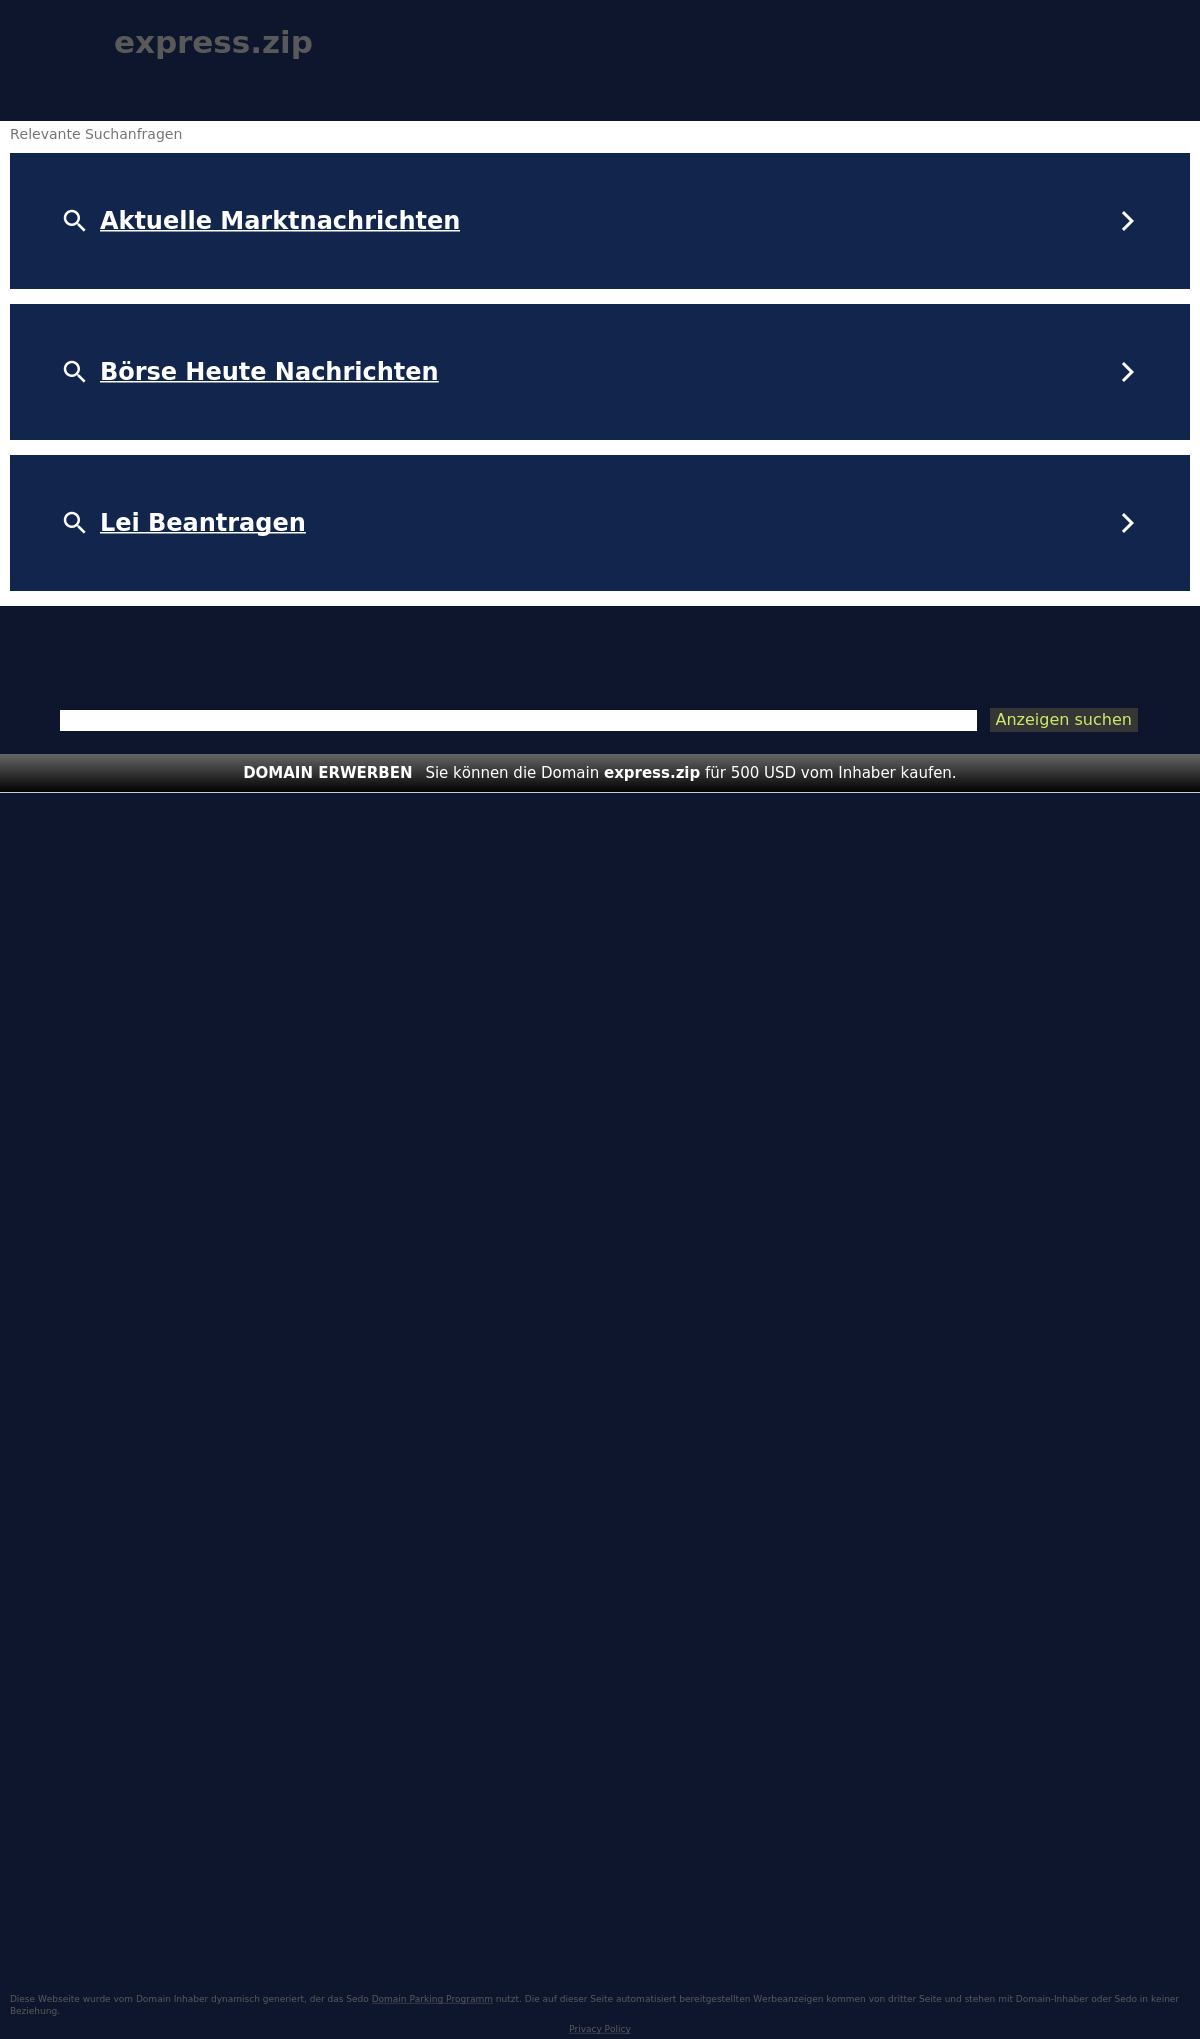 express.zip
Relevante Suchanfragen
Aktuelle Marktnachrichten
Börse Heute Nachrichten
Lei Beantragen
Anzeigen suchen
DOMAIN ERWERBEN Sie können die Domain express.zip für 500 USD vom Inhaber kaufen.
Diese Webseite wurde vom Domain Inhaber dynamisch generiert, der das Sedo Domain Parking Programm nutzt. Die auf dieser Seite automatisiert bereitgestellten Werbeanzeigen kommen von dritter Seite und stehen mit Domain-Inhaber oder Sedo in keiner
Beziehung.
Privacy Policy